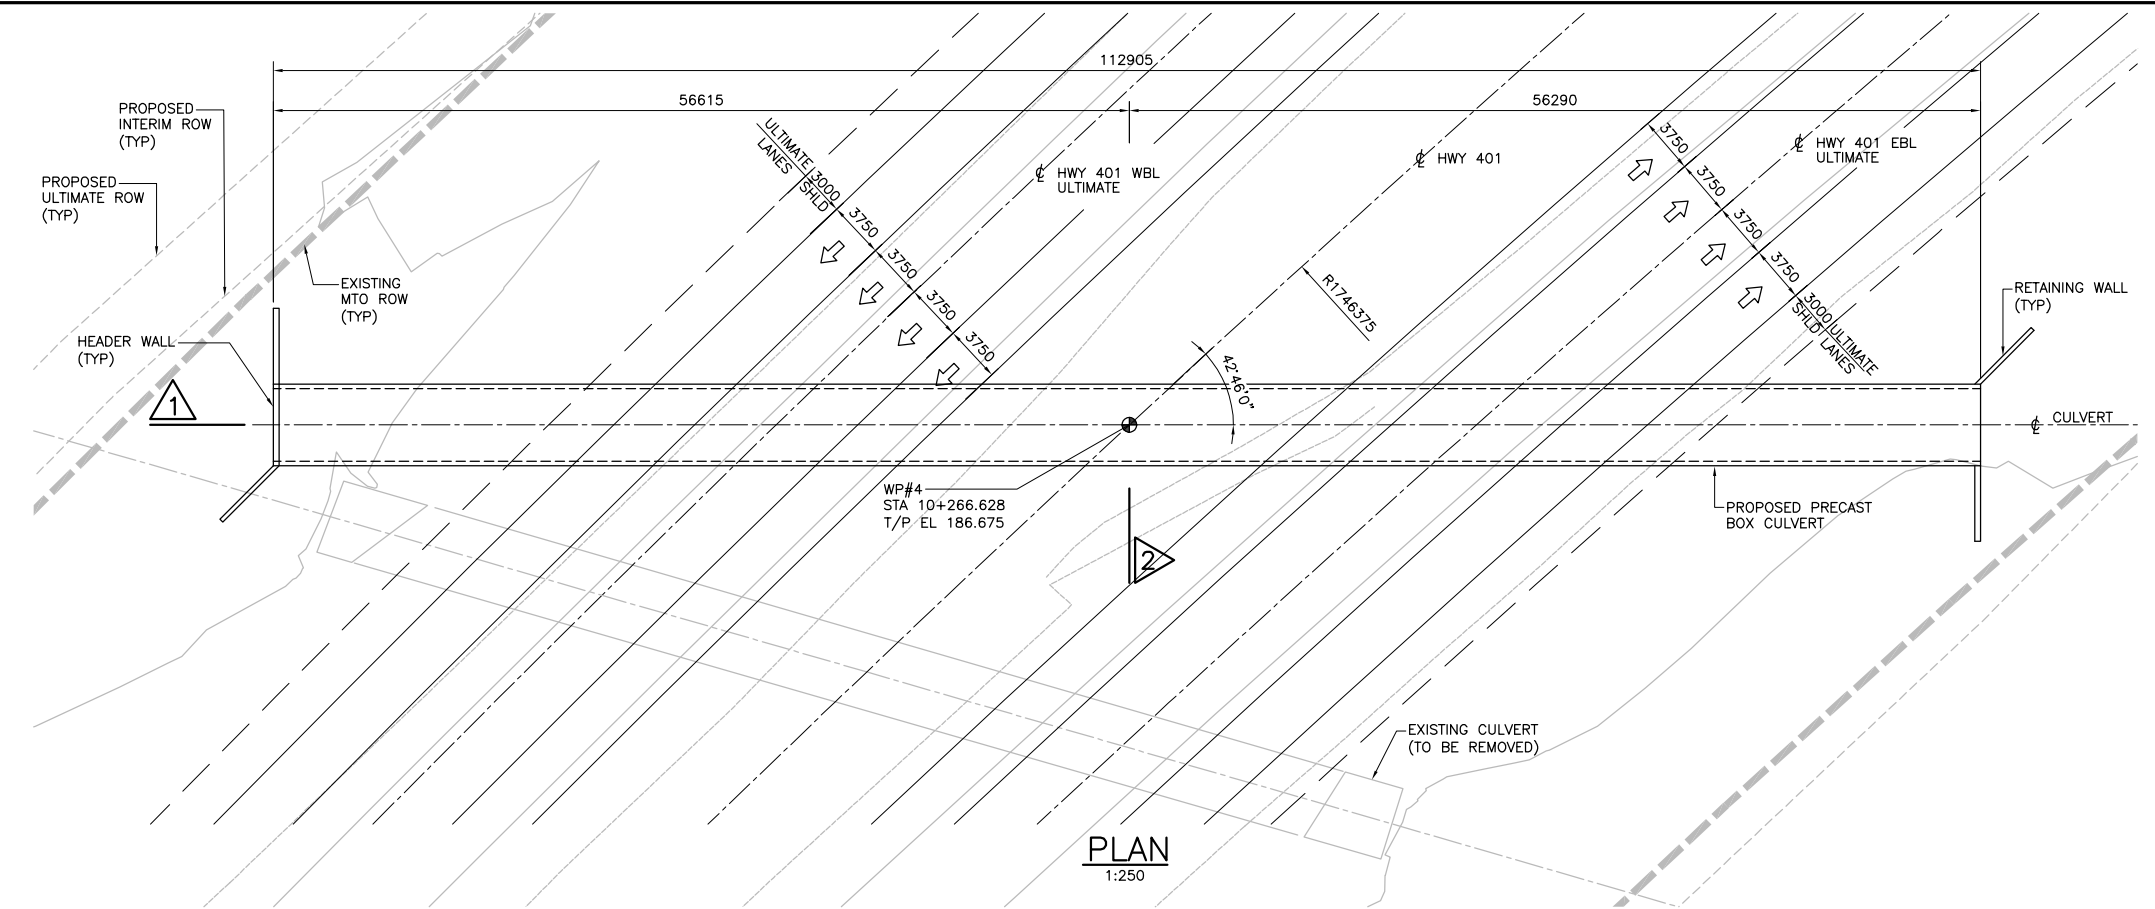 112905
56615
56290
PROPOSED
INTERIM ROW
(TYP)
PROPOSED
ULTIMATE ROW
(TYP)
EXISTING
MTO ROW
(TYP)
HEADER WALL
(TYP)
1
ULTIMATE
LANES
3000
SHLD
3750
3750
3750
3750
℄ HWY 401 WBL
ULTIMATE
℄ HWY 401
R1746375
42°46'0"
3750
3750
3750
3750
3000
SHLD
ULTIMATE
LANES
℄ HWY 401 EBL
ULTIMATE
RETAINING WALL
(TYP)
℄ CULVERT
WP#4
STA 10+266.628
T/P EL 186.675
2
PROPOSED PRECAST
BOX CULVERT
EXISTING CULVERT
(TO BE REMOVED)
PLAN
1:250